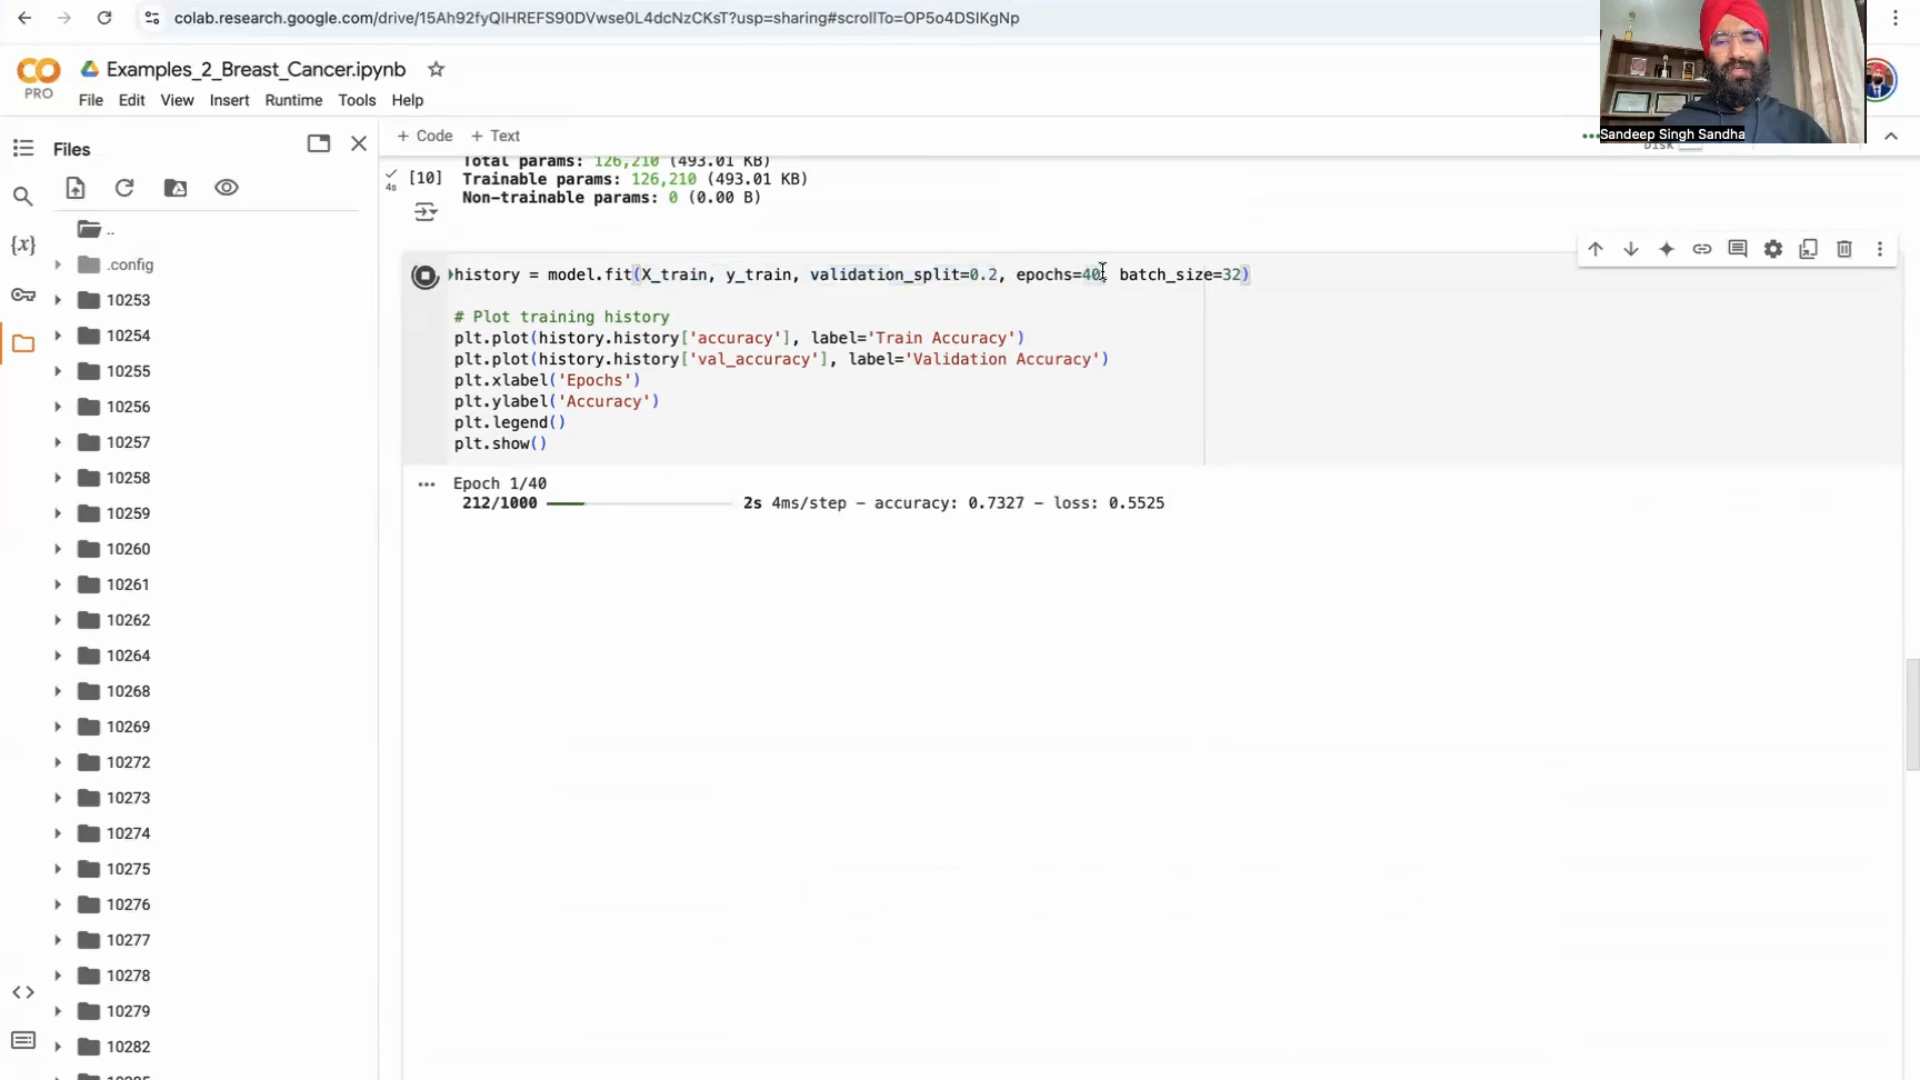 colab.research.google.com/drive/15Ah92fyQIHREFS90DVwse0L4dcNzCKsT?usp=sharing#scrollTo=OP5o4DSIKgNp
CO
PRO
Examples_2_Breast_Cancer.ipynb
File Edit View Insert Runtime Tools Help
Sandeep Singh Sandha
Files
+ Code + Text
Disk
..
.config
10253
10254
10255
10256
10257
10258
10259
10260
10261
10262
10264
10268
10269
10272
10273
10274
10275
10276
10277
10278
10279
10282
{x}
Total params: 126,210 (493.01 KB)
4s
[10] Trainable params: 126,210 (493.01 KB)
Non-trainable params: 0 (0.00 B)
history = model.fit(X_train, y_train, validation_split=0.2, epochs=40, batch_size=32)
# Plot training history
plt.plot(history.history['accuracy'], label='Train Accuracy')
plt.plot(history.history['val_accuracy'], label='Validation Accuracy')
plt.xlabel('Epochs')
plt.ylabel('Accuracy')
plt.legend()
plt.show()
Epoch 1/40
212/1000 2s 4ms/step - accuracy: 0.7327 - loss: 0.5525